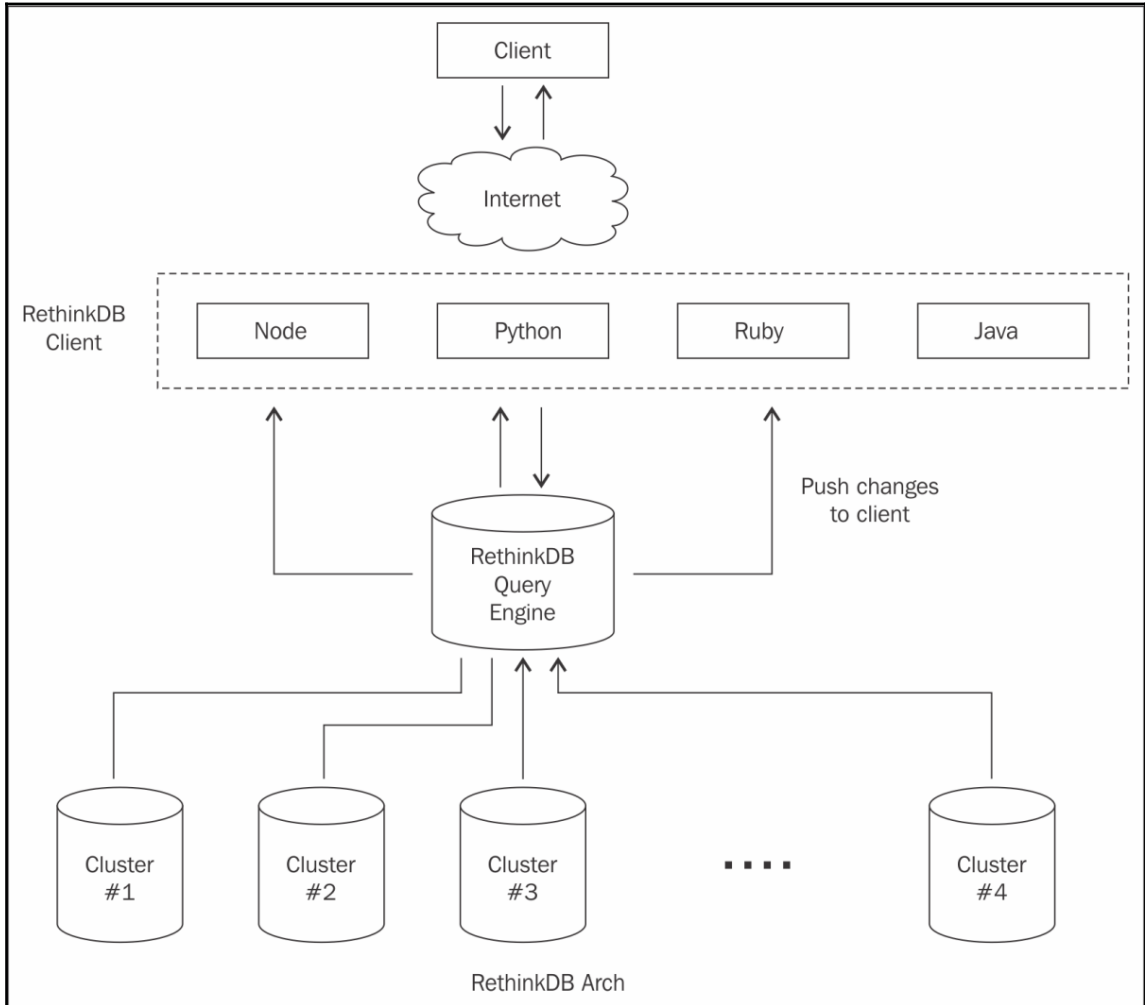 Client
Internet
RethinkDB
Client
Node
Python
Ruby
Java
Push changes
to client
RethinkDB
Query
Engine
Cluster
#1
Cluster
#2
Cluster
#3
....
Cluster
#4
RethinkDB Arch